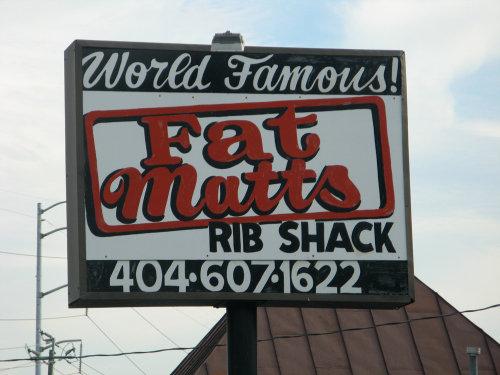 World Famous!
Fat
Matts
RIB SHACK
404·607·1622